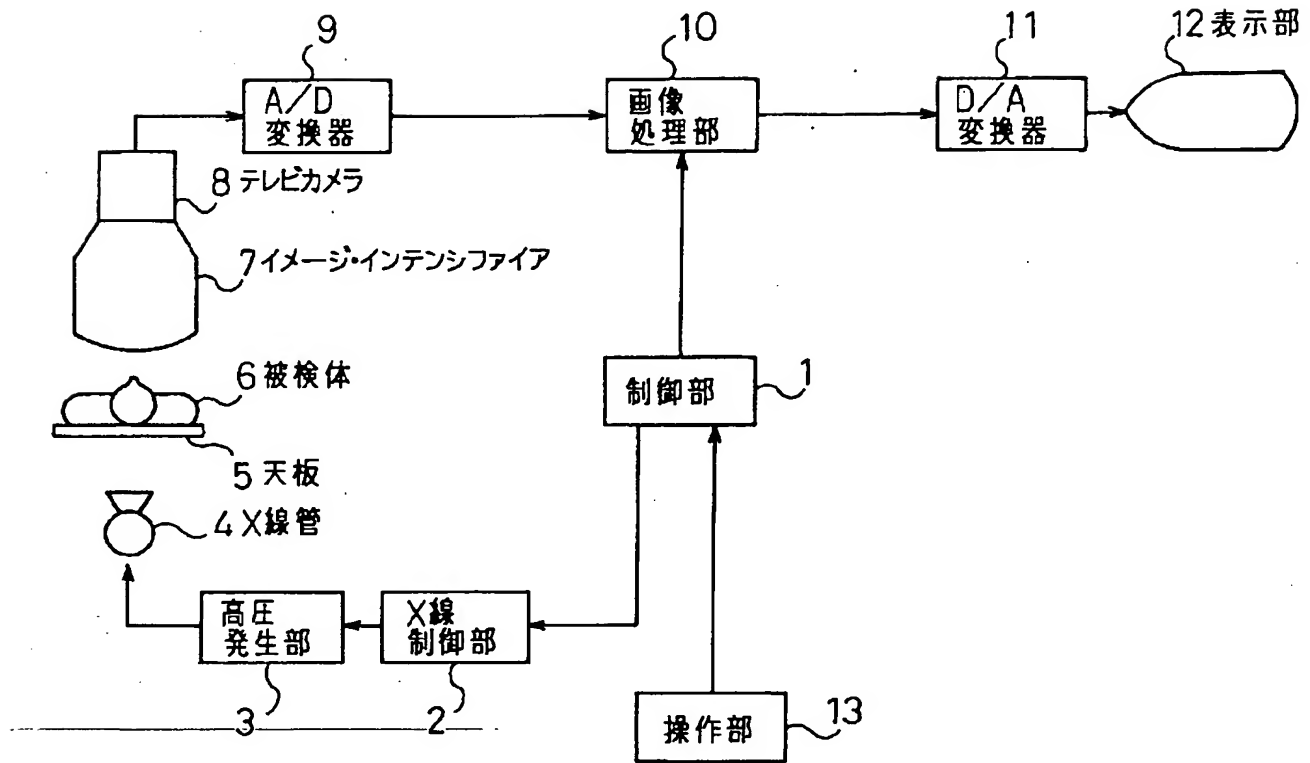 9
A/D
変換器
10
画像
処理部
11
D/A
変換器
12 表示部
8 テレビカメラ
7 イメージ・インテンシファイア
6 被検体
5 天板
4 X線管
制御部
1
高圧
発生部
3
X線
制御部
2
操作部
13